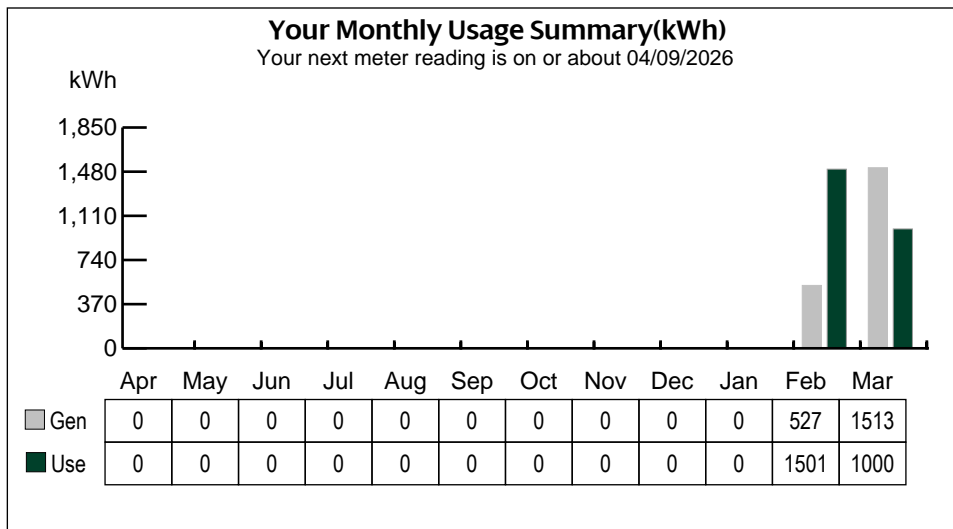 Your Monthly Usage Summary(kWh)
Your next meter reading is on or about 04/09/2026
kWh
1,850
1,480
1,110
740
370
0
Apr May Jun Jul Aug Sep Oct Nov Dec Jan Feb Mar
Gen 0 0 0 0 0 0 0 0 0 0 527 1513
Use 0 0 0 0 0 0 0 0 0 0 1501 1000